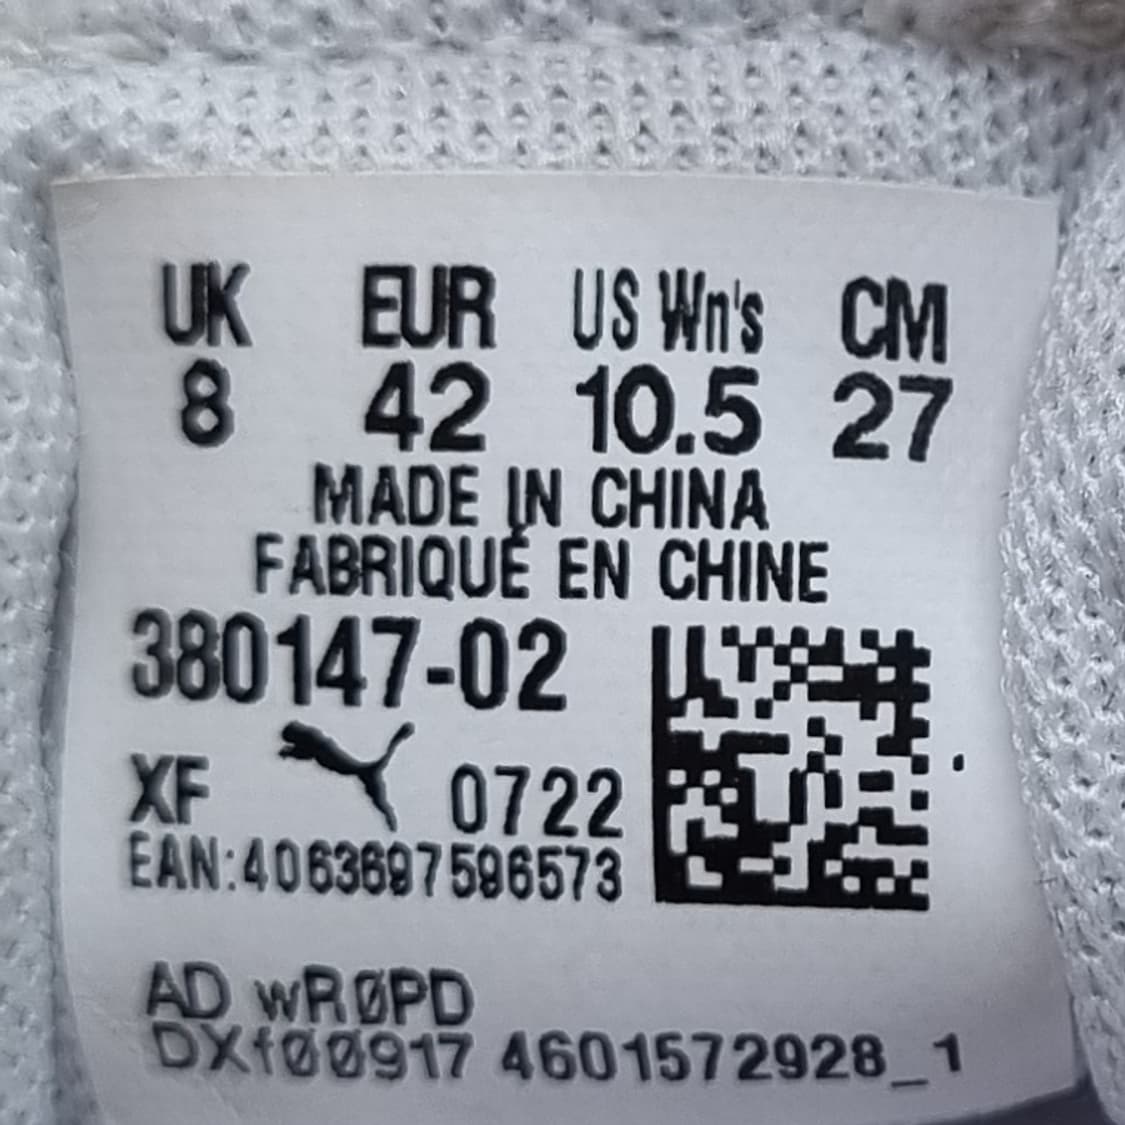 UK EUR US Wn's CM
8 42 10.5 27
MADE IN CHINA
FABRIQUÉ EN CHINE
380147-02
XF 0722
EAN:4063697596573
AD wRØPD
DXf00917 4601572928_1